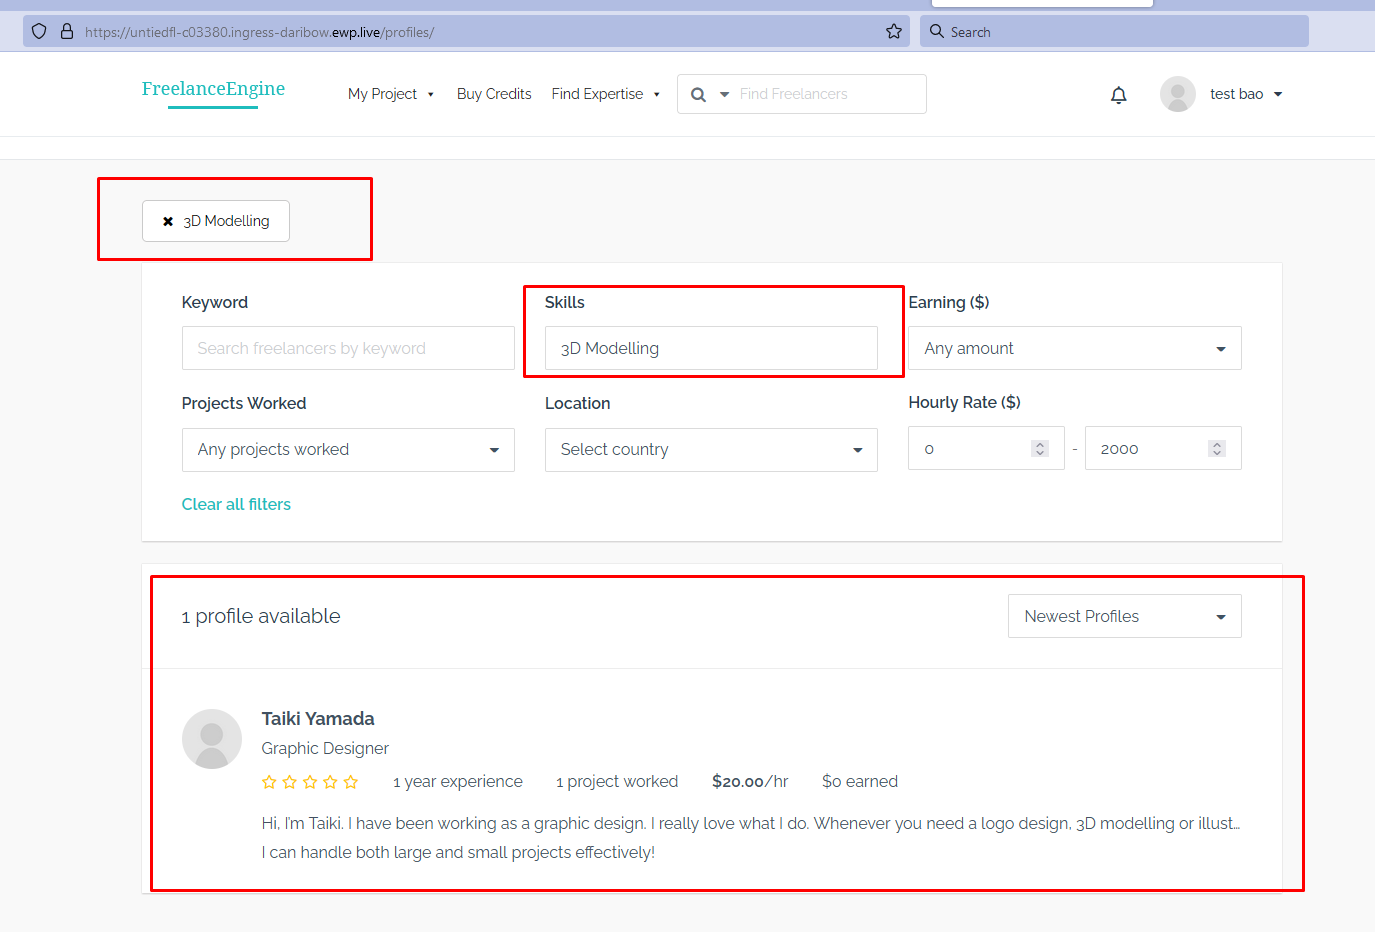 https://untiedfl-c03380.ingress-daribow.ewp.live/profiles/
Search
FreelanceEngine
My Project
Buy Credits
Find Expertise
Find Freelancers
test bao
3D Modelling
Keyword
Skills
Earning ($)
Search freelancers by keyword
3D Modelling
Any amount
Projects Worked
Location
Hourly Rate ($)
Any projects worked
Select country
0 - 2000
Clear all filters
1 profile available
Newest Profiles
Taiki Yamada
Graphic Designer
1 year experience
1 project worked
$20.00/hr
$0 earned
Hi, I'm Taiki. I have been working as a graphic design. I really love what I do. Whenever you need a logo design, 3D modelling or illust...
I can handle both large and small projects effectively!